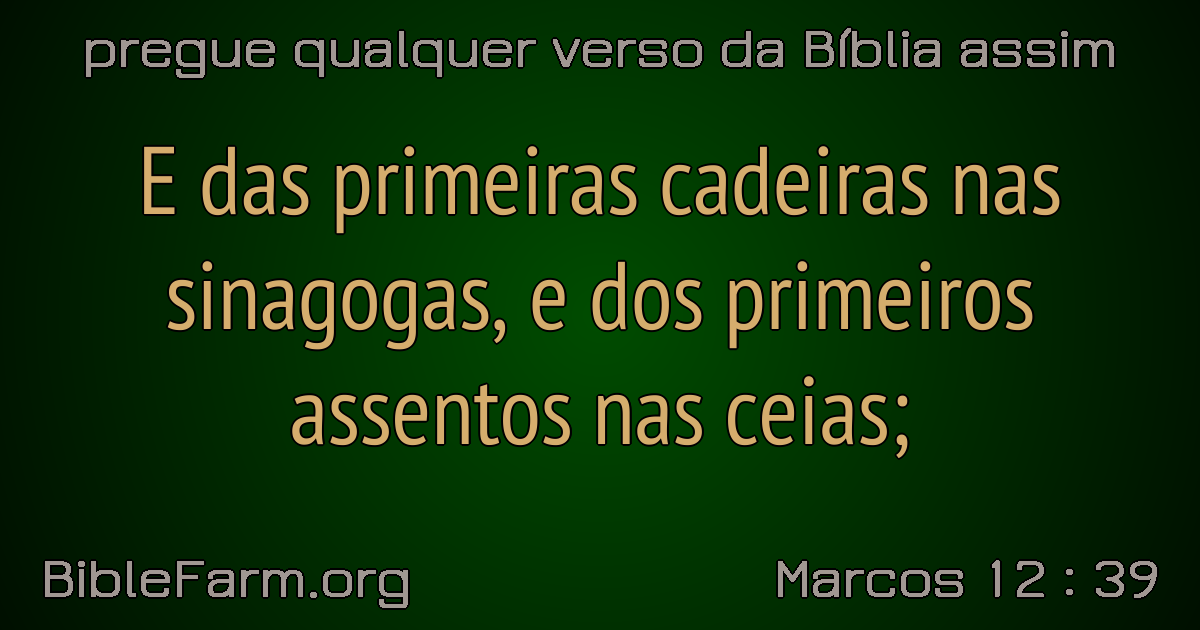 pregue qualquer verso da Bíblia assim
E das primeiras cadeiras nas
sinagogas, e dos primeiros
assentos nas ceias;
BibleFarm.org
Marcos 12 : 39